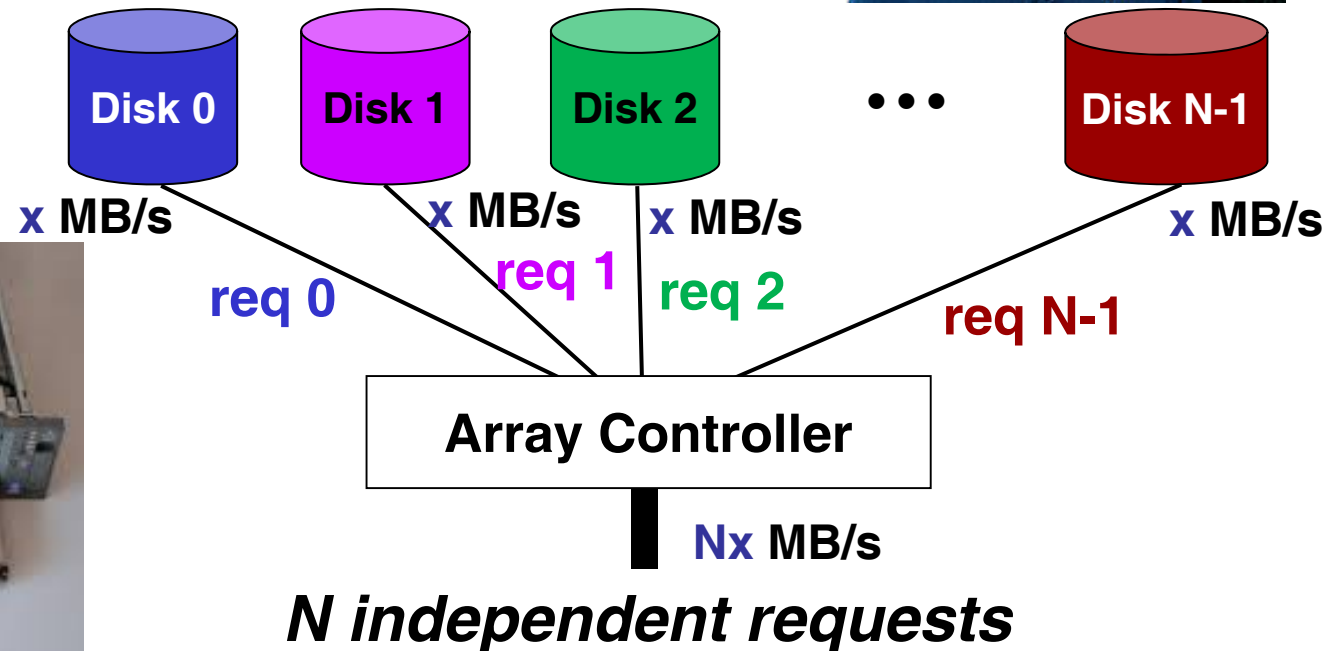 Disk 0
Disk 1
Disk 2
•••
Disk N-1
x MB/s
x MB/s
x MB/s
x MB/s
req 0
req 1
req 2
req N-1
Array Controller
Nx MB/s
N independent requests